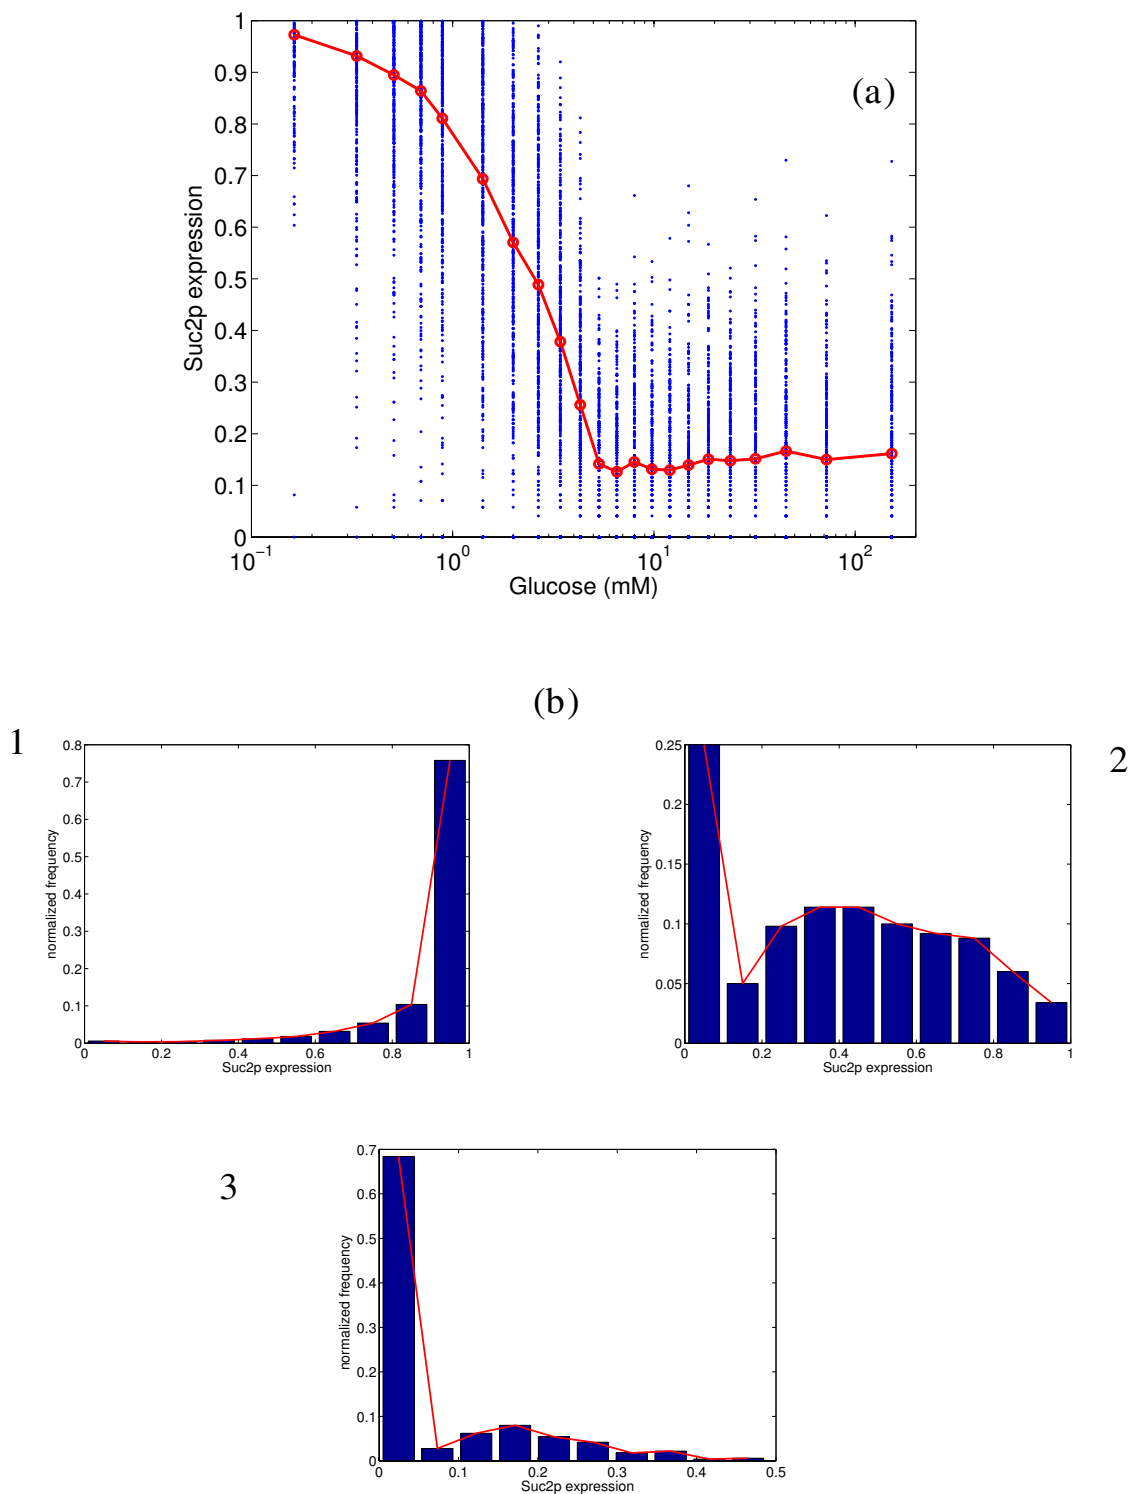 1
0.9
(a)
0.8
0.7
0.6
0.5
0.4
0.3
0.2
0.1
0
Suc2p expression
10⁻¹ 10⁰ 10¹ 10²
Glucose (mM)
(b)
1
0.8
0.7
0.6
0.5
0.4
0.3
0.2
0.1
0
normalized frequency
0 0.2 0.4 0.6 0.8 1
Suc2p expression
2
0.25
0.2
0.15
0.1
0.05
0
normalized frequency
0 0.2 0.4 0.6 0.8 1
Suc2p expression
3
0.7
0.6
0.5
0.4
0.3
0.2
0.1
0
normalized frequency
0 0.1 0.2 0.3 0.4 0.5
Suc2p expression